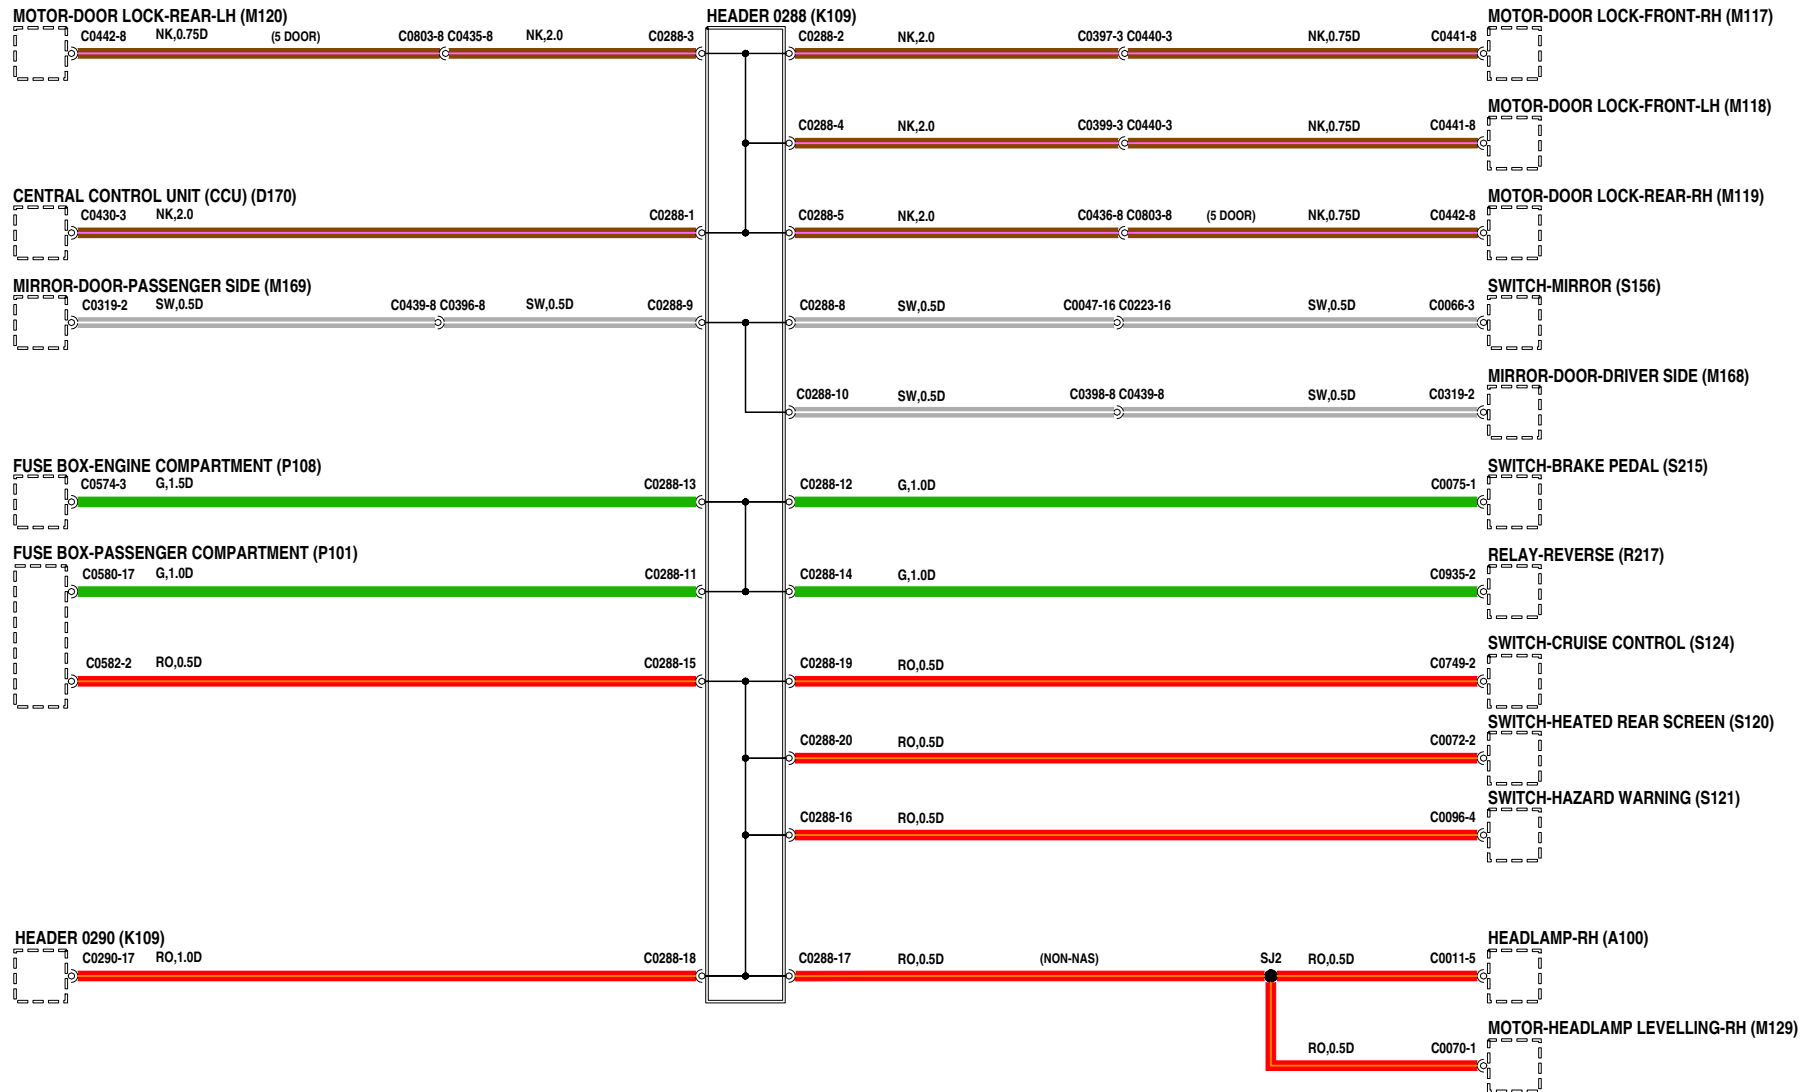 MOTOR-DOOR LOCK-REAR-LH (M120) HEADER 0288 (K109) MOTOR-DOOR LOCK-FRONT-RH (M117)
C0442-8 NK,0.75D (5 DOOR) C0803-8 C0435-8 NK,2.0 C0288-3 C0288-2 NK,2.0 C0397-3 C0440-3 NK,0.75D C0441-8
MOTOR-DOOR LOCK-FRONT-LH (M118)
C0288-4 NK,2.0 C0399-3 C0440-3 NK,0.75D C0441-8
CENTRAL CONTROL UNIT (CCU) (D170) MOTOR-DOOR LOCK-REAR-RH (M119)
C0430-3 NK,2.0 C0288-1 C0288-5 NK,2.0 C0436-8 C0803-8 (5 DOOR) NK,0.75D C0442-8
MIRROR-DOOR-PASSENGER SIDE (M169) SWITCH-MIRROR (S156)
C0319-2 SW,0.5D C0439-8 C0396-8 SW,0.5D C0288-9 C0288-8 SW,0.5D C0047-16 C0223-16 SW,0.5D C0066-3
MIRROR-DOOR-DRIVER SIDE (M168)
C0288-10 SW,0.5D C0398-8 C0439-8 SW,0.5D C0319-2
FUSE BOX-ENGINE COMPARTMENT (P108) SWITCH-BRAKE PEDAL (S215)
C0574-3 G,1.5D C0288-13 C0288-12 G,1.0D C0075-1
FUSE BOX-PASSENGER COMPARTMENT (P101) RELAY-REVERSE (R217)
C0580-17 G,1.0D C0288-11 C0288-14 G,1.0D C0935-2
SWITCH-CRUISE CONTROL (S124)
C0582-2 RO,0.5D C0288-15 C0288-19 RO,0.5D C0749-2
SWITCH-HEATED REAR SCREEN (S120)
C0288-20 RO,0.5D C0072-2
SWITCH-HAZARD WARNING (S121)
C0288-16 RO,0.5D C0096-4
HEADER 0290 (K109) HEADLAMP-RH (A100)
C0290-17 RO,1.0D C0288-18 C0288-17 RO,0.5D (NON-NAS) SJ2 RO,0.5D C0011-5
MOTOR-HEADLAMP LEVELLING-RH (M129)
RO,0.5D C0070-1